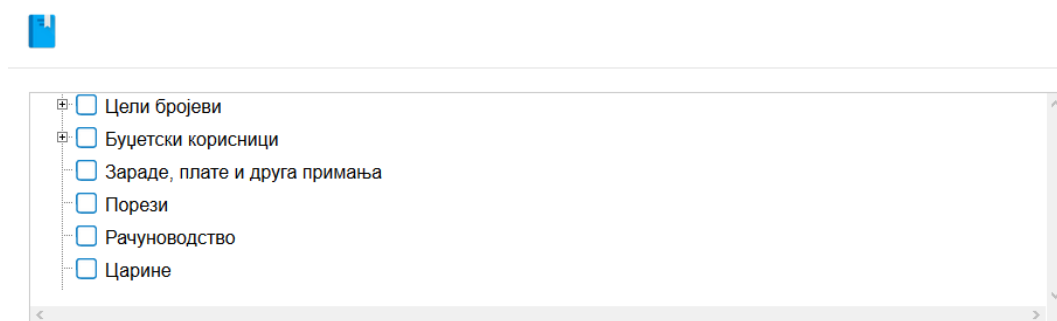 Цели бројеви
Буџетски корисници
Зараде, плате и друга примања
Порези
Рачуноводство
Царине